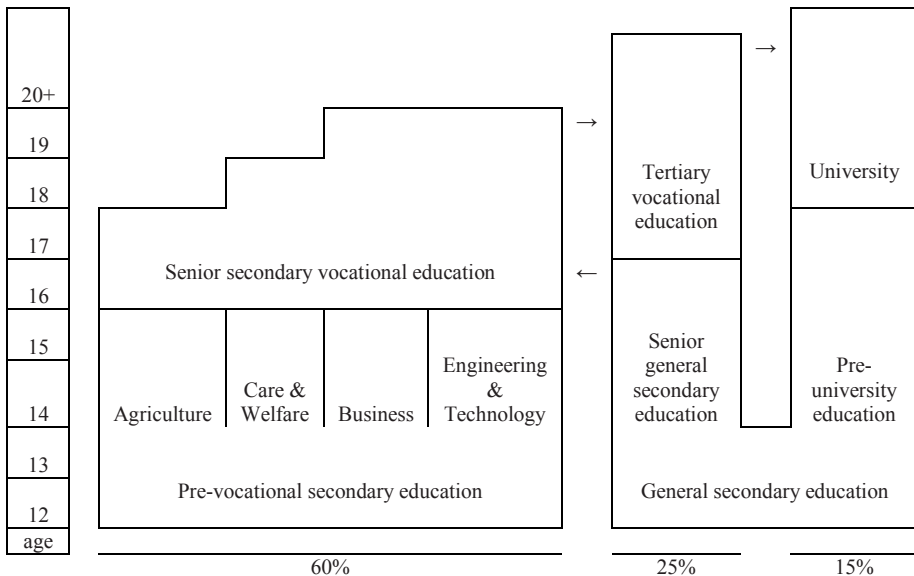 →
20+
19
→
18
Tertiary
vocational
education
University
17
Senior secondary vocational education
←
16
15
Engineering
&
Technology
Senior
general
secondary
education
Pre-
university
education
Care &
Welfare
14
Agriculture
Business
13
Pre-vocational secondary education
General secondary education
12
age
60%
25%
15%